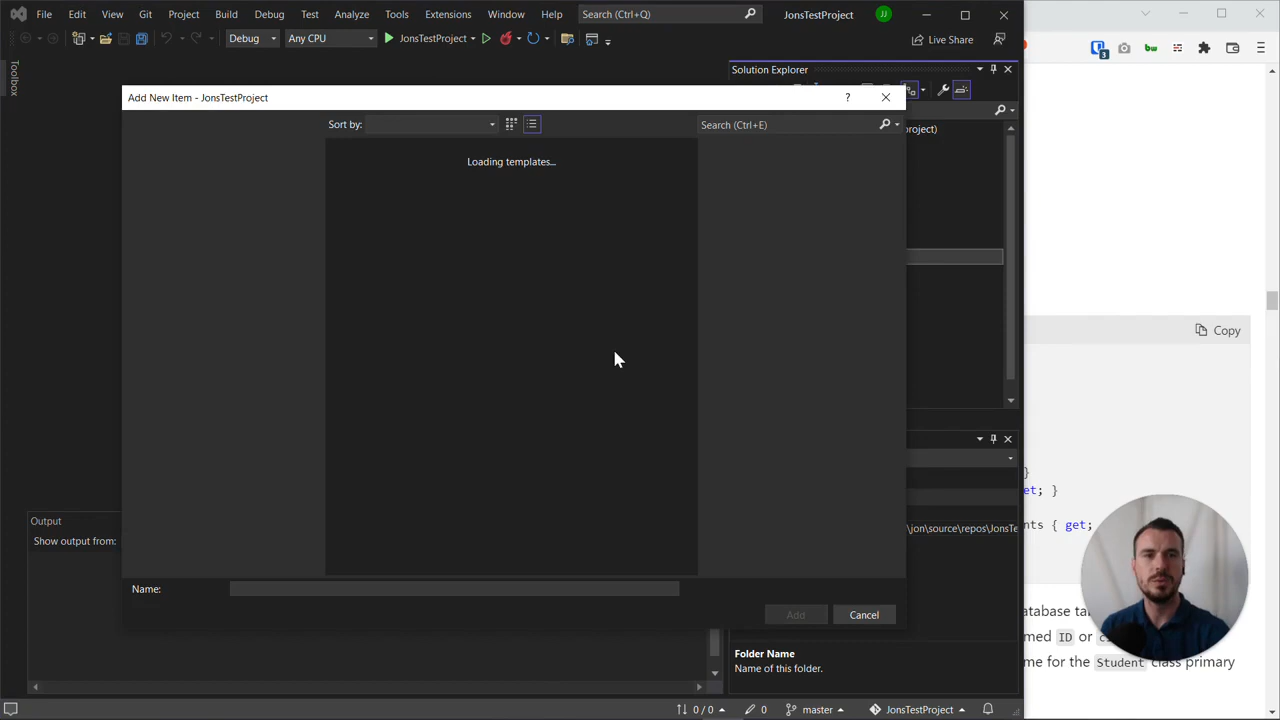 File Edit View Git Project Build Debug Test Analyze Tools Extensions Window Help Search (Ctrl+Q) JonsTestProject JJ
Debug Any CPU JonsTestProject Live Share
Toolbox
Solution Explorer
Add New Item - JonsTestProject ?
Sort by: Search (Ctrl+E)
Loading templates...
project)
Copy
}
et; }
nts { get;
Output
Show output from:
\jon\source\repos\JonsTe
Name:
Add Cancel
Folder Name
Name of this folder.
atabase ta
med ID or c
me for the Student class primary
0 / 0 0 master JonsTestProject
3
bw